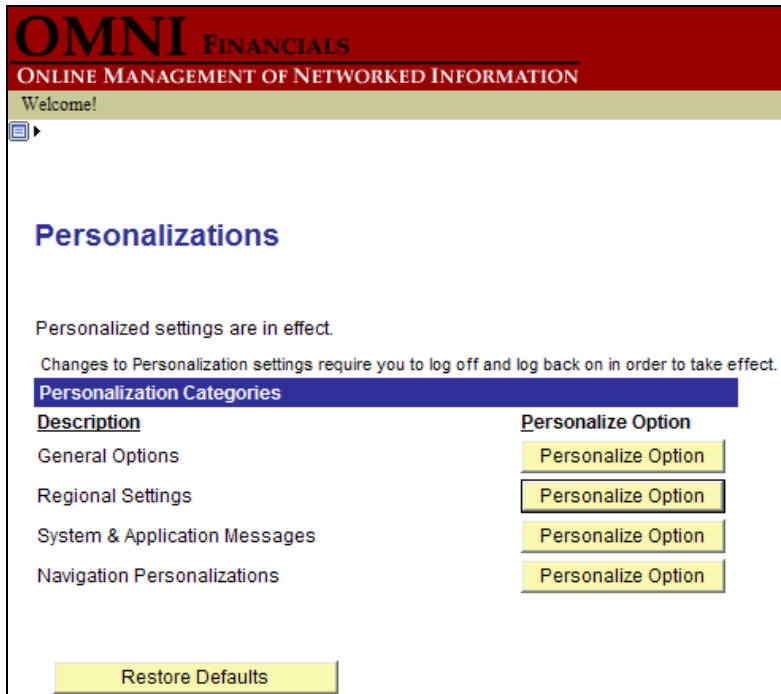 OMNI FINANCIALS
ONLINE MANAGEMENT OF NETWORKED INFORMATION
Welcome!
Personalizations
Personalized settings are in effect.
Changes to Personalization settings require you to log off and log back on in order to take effect.
Personalization Categories
Description Personalize Option
General Options Personalize Option
Regional Settings Personalize Option
System & Application Messages Personalize Option
Navigation Personalizations Personalize Option
Restore Defaults